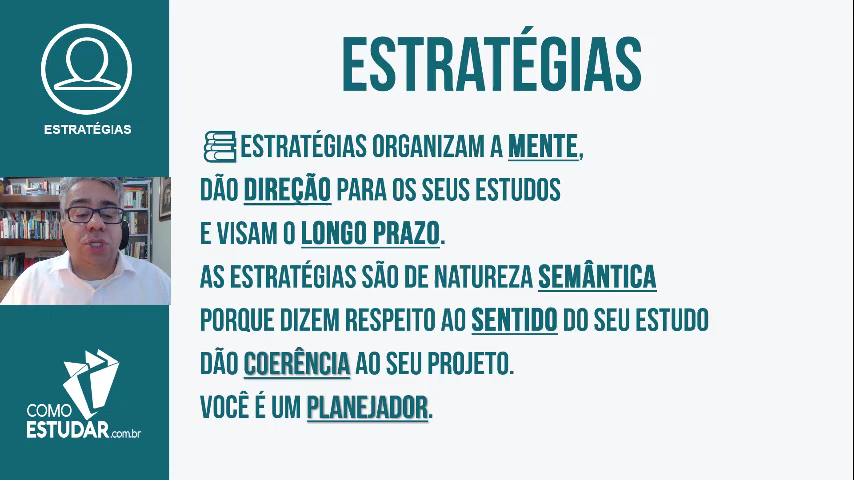 ESTRATÉGIAS
ESTRATÉGIAS
ESTRATÉGIAS ORGANIZAM A MENTE,
DÃO DIREÇÃO PARA OS SEUS ESTUDOS
E VISAM O LONGO PRAZO.
AS ESTRATÉGIAS SÃO DE NATUREZA SEMÂNTICA
PORQUE DIZEM RESPEITO AO SENTIDO DO SEU ESTUDO
DÃO COERÊNCIA AO SEU PROJETO.
VOCÊ É UM PLANEJADOR.
COMO
ESTUDAR.com.br